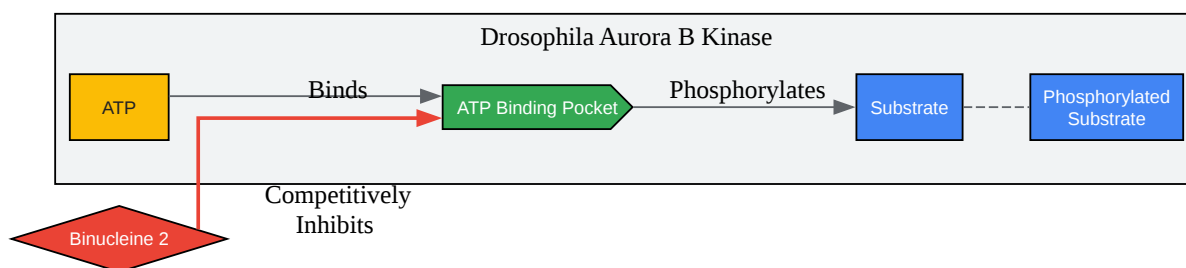 Drosophila Aurora B Kinase
ATP
Binds
ATP Binding Pocket
Phosphorylates
Substrate
Phosphorylated
Substrate
Competitively
Inhibits
Binucleine 2